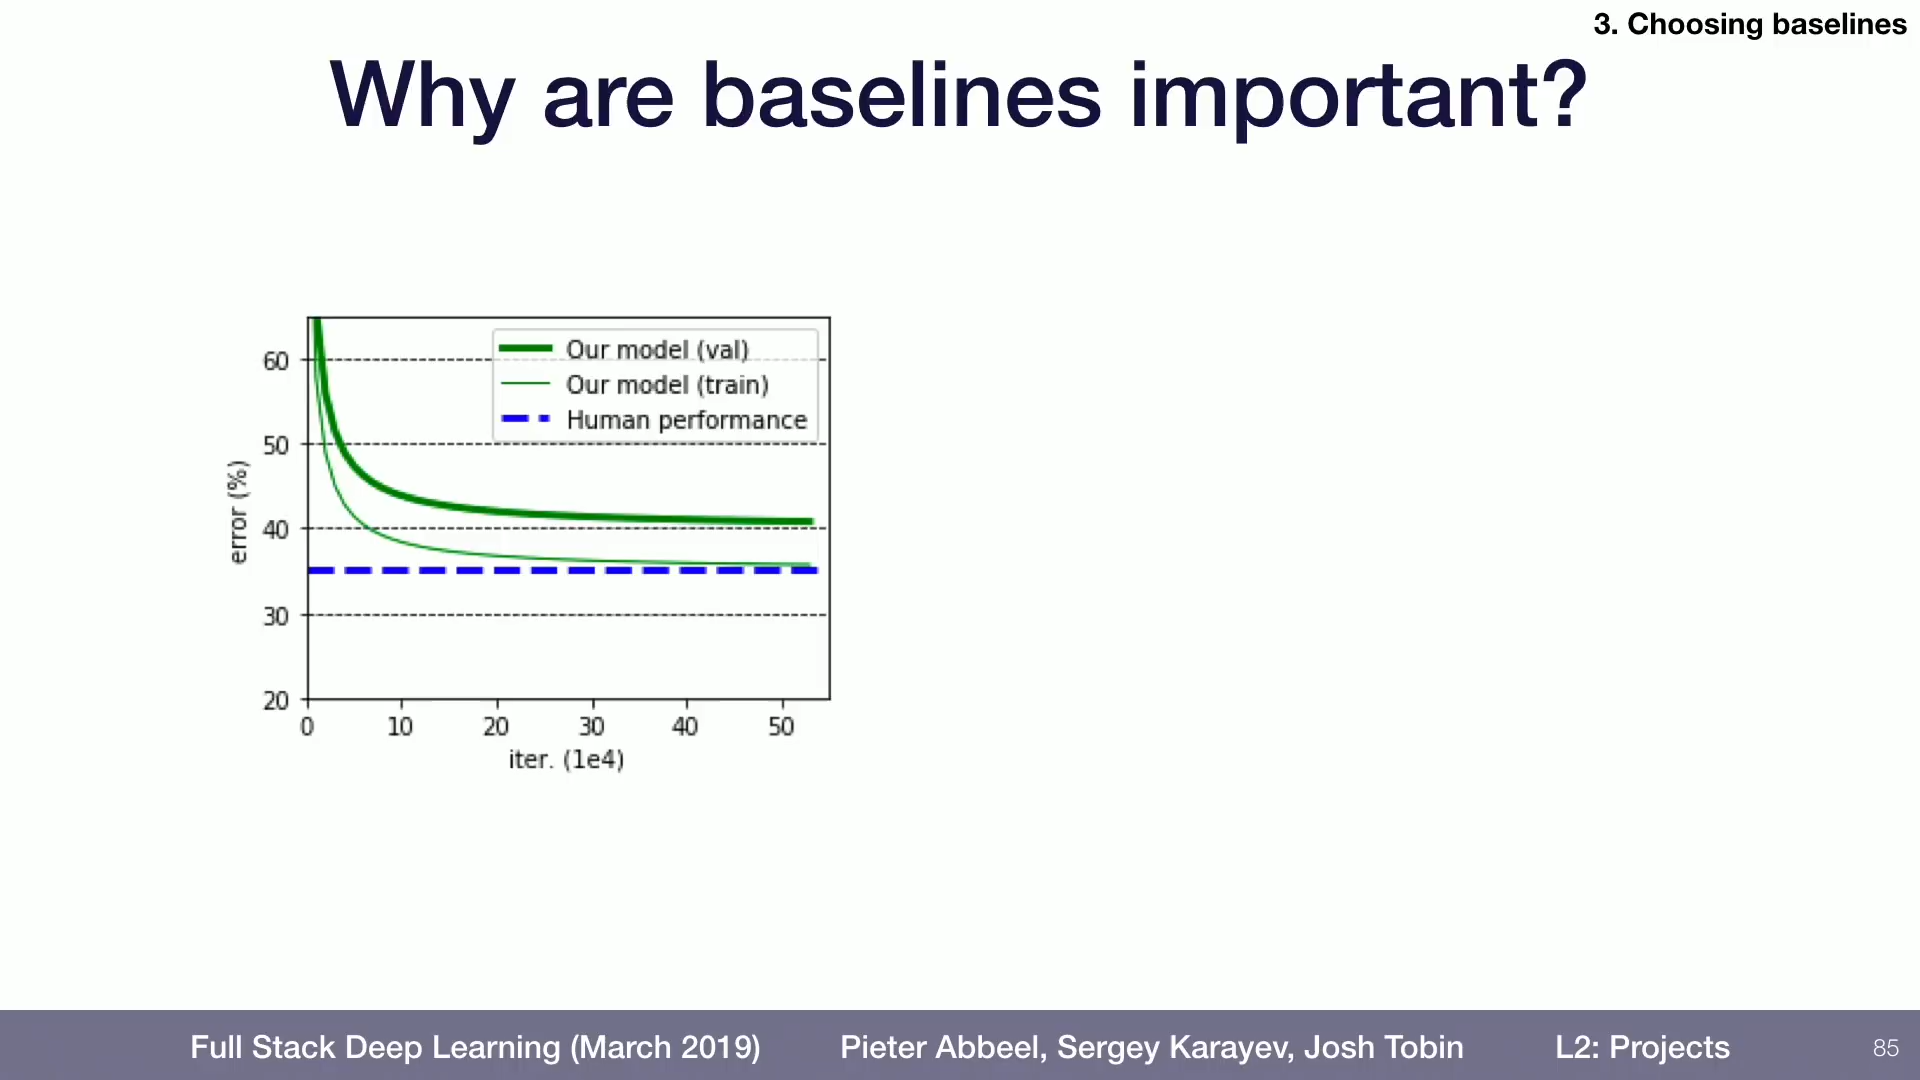 3. Choosing baselines
Why are baselines important?
Our model (val)
Our model (train)
Human performance
60
50
40
30
20
error (%)
0 10 20 30 40 50
iter. (1e4)
Full Stack Deep Learning (March 2019) Pieter Abbeel, Sergey Karayev, Josh Tobin L2: Projects 85